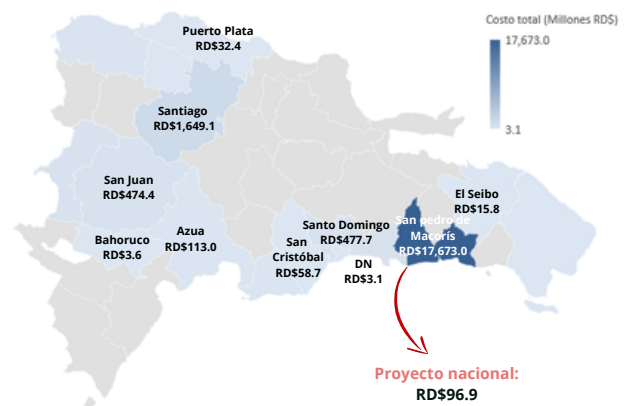 Costo total (Millones RD$)
17,673.0
3.1
Puerto Plata
RD$32.4
Santiago
RD$1,649.1
San Juan
RD$474.4
El Seibo
RD$15.8
San pedro de
Macorís
RD$17,673.0
Santo Domingo
RD$477.7
Azua
RD$113.0
Bahoruco
RD$3.6
San
Cristóbal
RD$58.7
DN
RD$3.1
Proyecto nacional:
RD$96.9